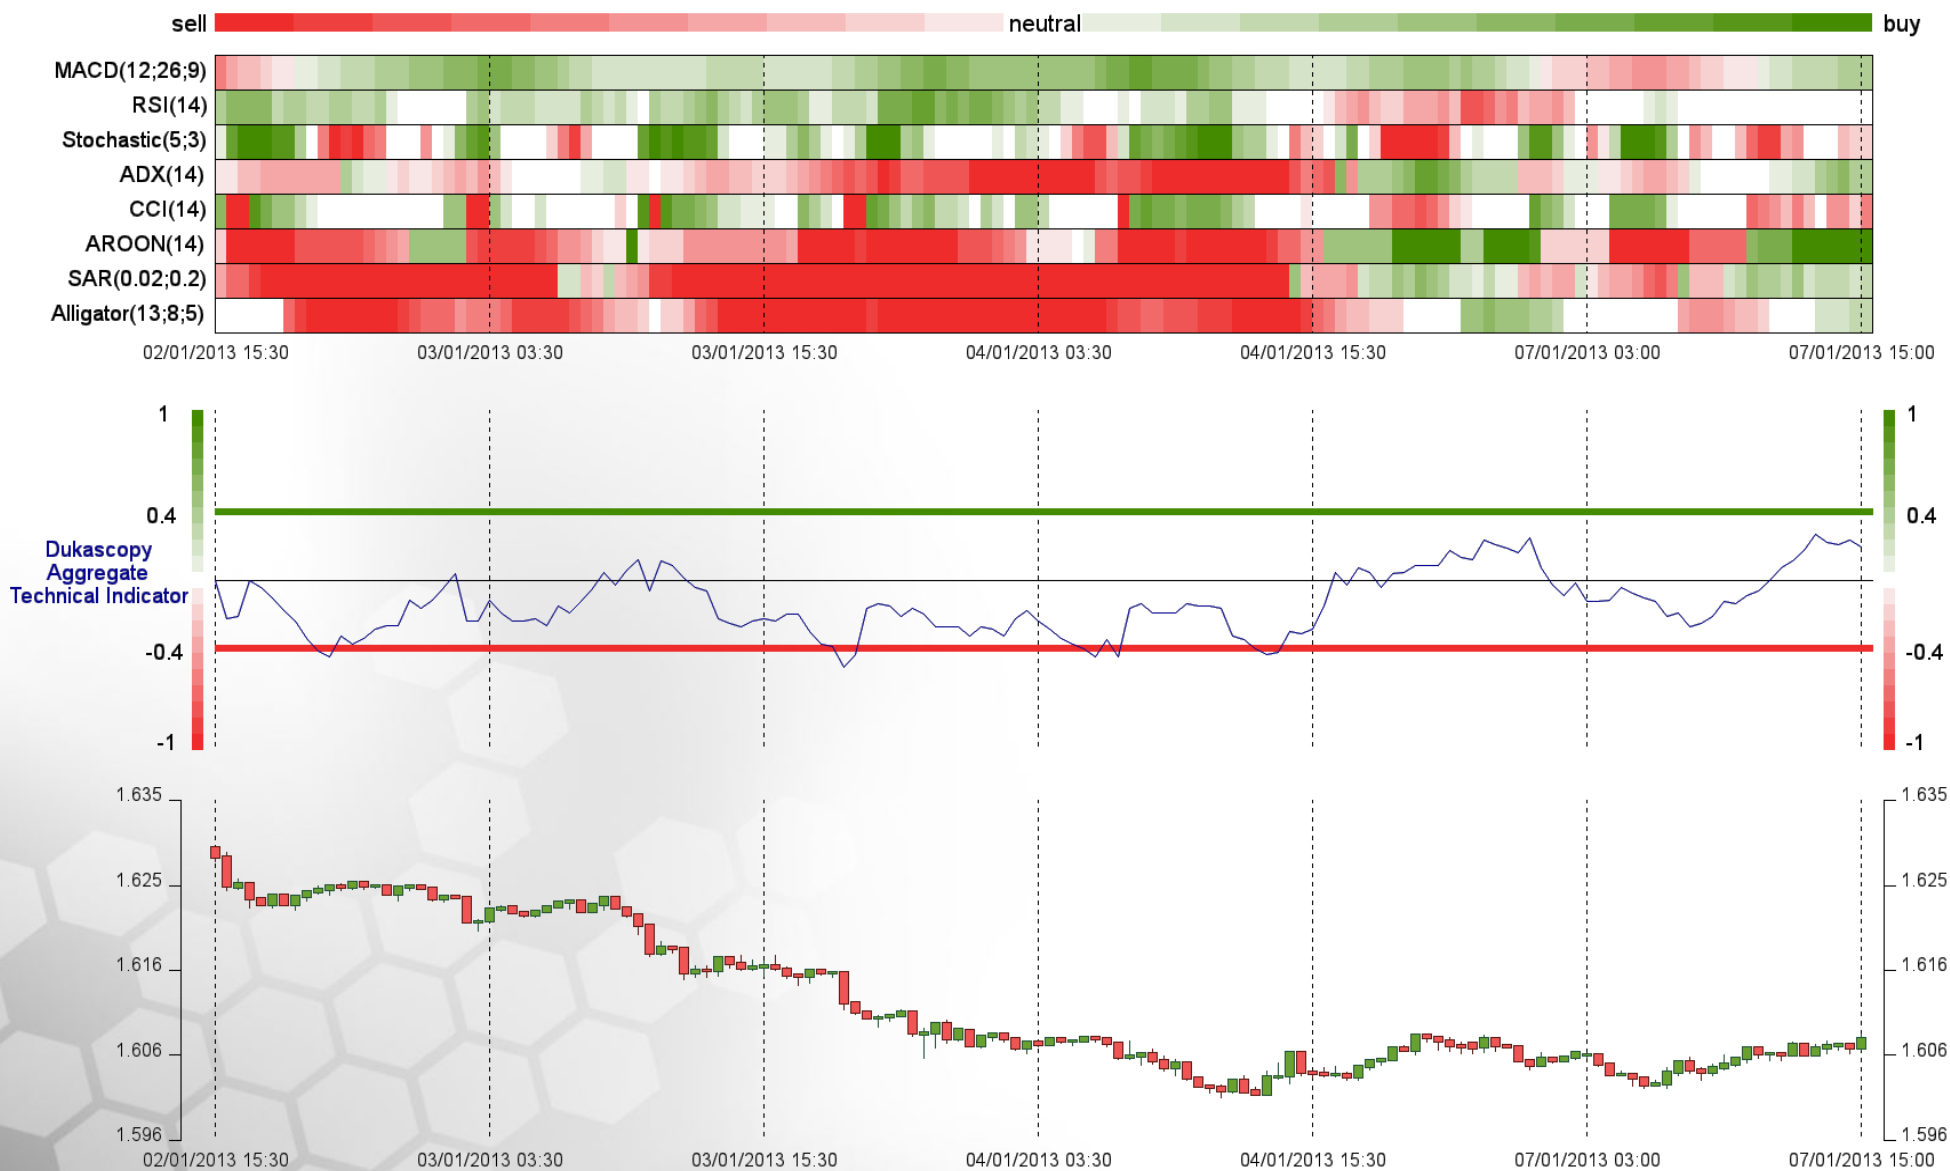 sell neutral buy
MACD(12;26;9)
RSI(14)
Stochastic(5;3)
ADX(14)
CCI(14)
AROON(14)
SAR(0.02;0.2)
Alligator(13;8;5)
02/01/2013 15:30 03/01/2013 03:30 03/01/2013 15:30 04/01/2013 03:30 04/01/2013 15:30 07/01/2013 03:00 07/01/2013 15:00
1 1
0.4 0.4
Dukascopy
Aggregate
Technical Indicator
-0.4 -0.4
-1 -1
1.635 1.635
1.625 1.625
1.616 1.616
1.606 1.606
1.596 1.596
02/01/2013 15:30 03/01/2013 03:30 03/01/2013 15:30 04/01/2013 03:30 04/01/2013 15:30 07/01/2013 03:00 07/01/2013 15:00